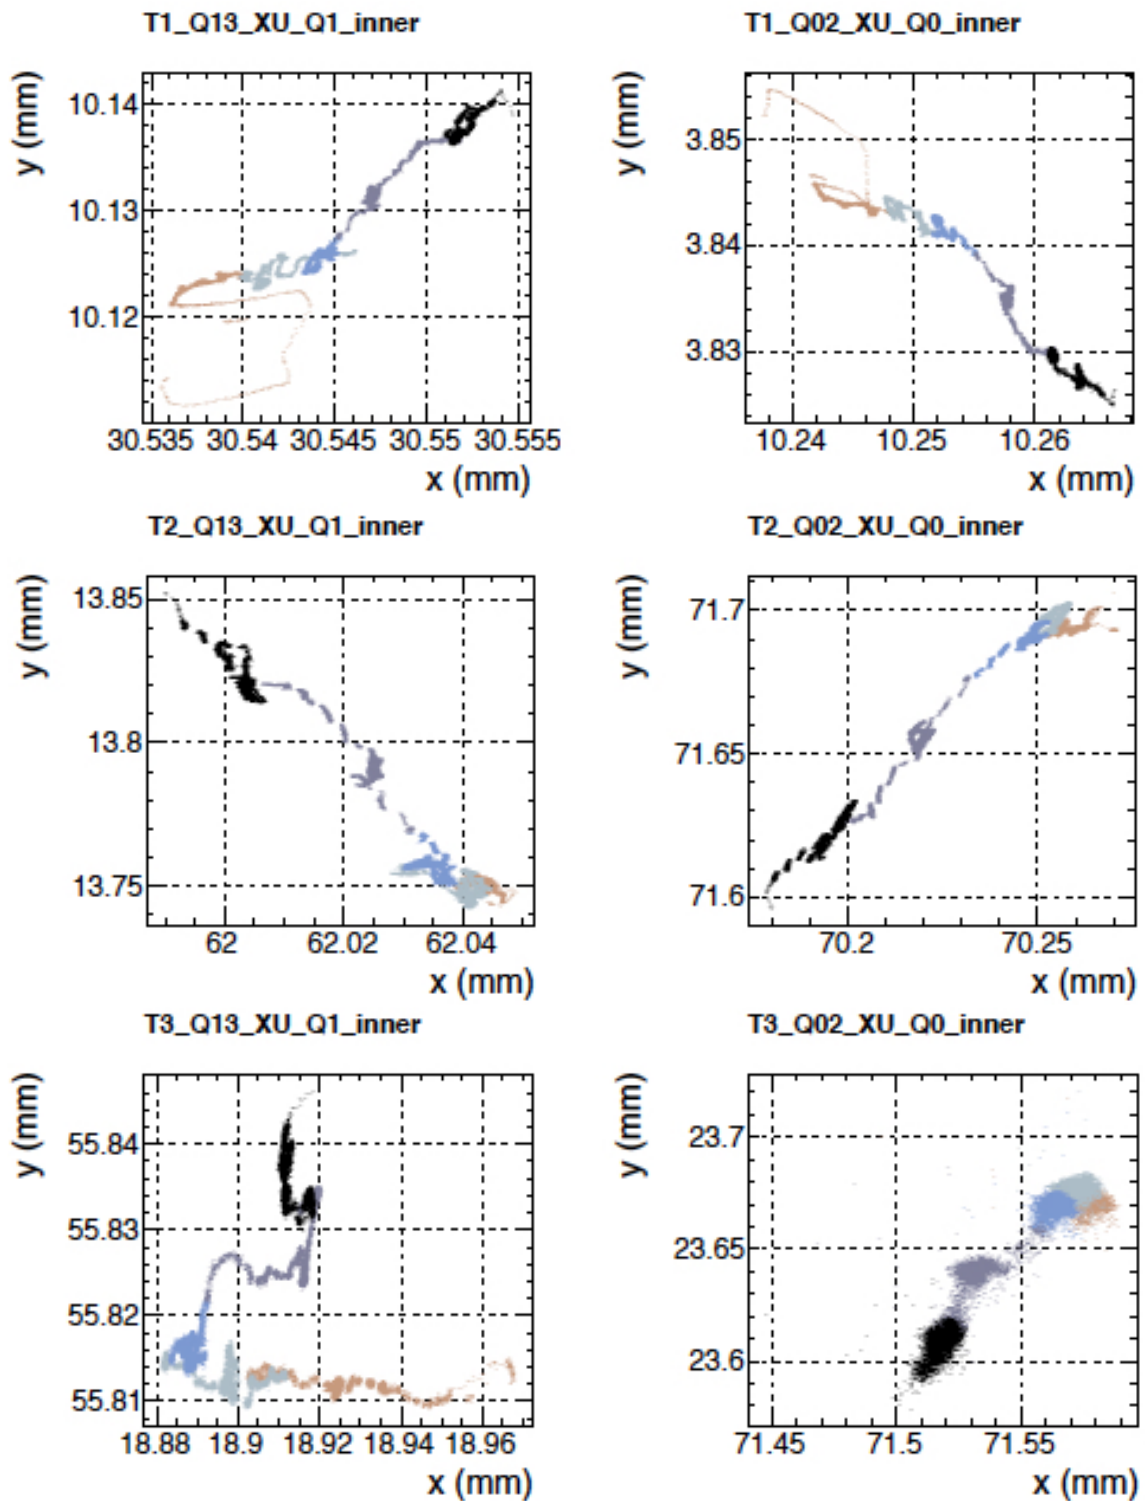 T1_Q13_XU_Q1_inner
y (mm)
10.14
10.13
10.12
30.535 30.54 30.545 30.55 30.555
x (mm)
T1_Q02_XU_Q0_inner
y (mm)
3.85
3.84
3.83
10.24 10.25 10.26
x (mm)
T2_Q13_XU_Q1_inner
y (mm)
13.85
13.8
13.75
62 62.02 62.04
x (mm)
T2_Q02_XU_Q0_inner
y (mm)
71.7
71.65
71.6
70.2 70.25
x (mm)
T3_Q13_XU_Q1_inner
y (mm)
55.84
55.83
55.82
55.81
18.88 18.9 18.92 18.94 18.96
x (mm)
T3_Q02_XU_Q0_inner
y (mm)
23.7
23.65
23.6
71.45 71.5 71.55
x (mm)